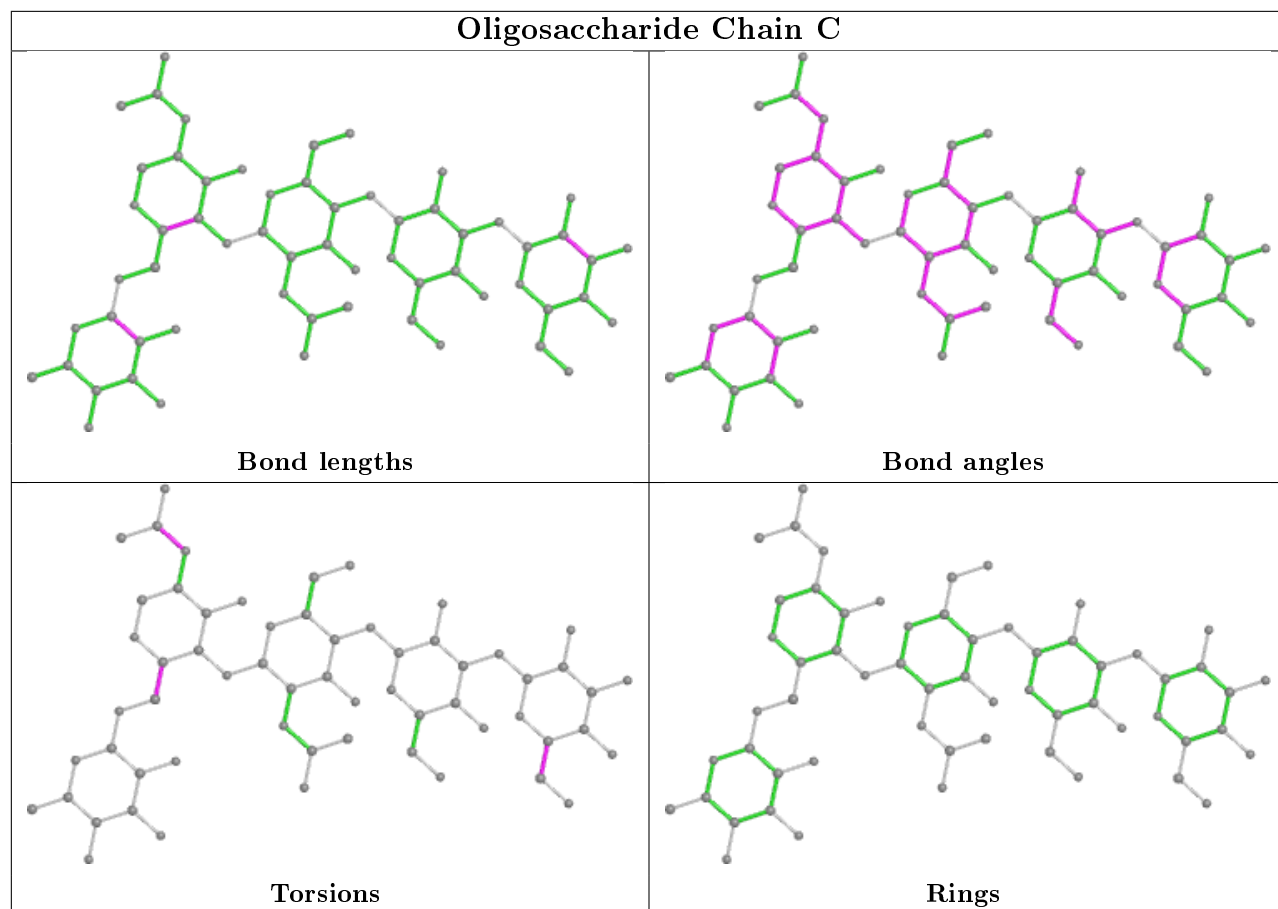 Oligosaccharide Chain C
Bond lengths
Bond angles
Torsions
Rings